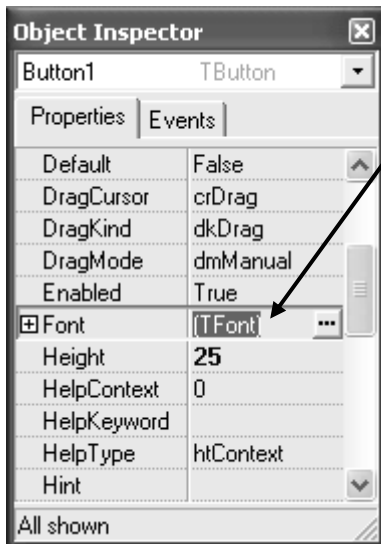 Object Inspector
Button1 TButton
Properties Events
Default False
DragCursor crDrag
DragKind dkDrag
DragMode dmManual
Enabled True
Font (TFont) ...
Height 25
HelpContext 0
HelpKeyword
HelpType htContext
Hint
All shown